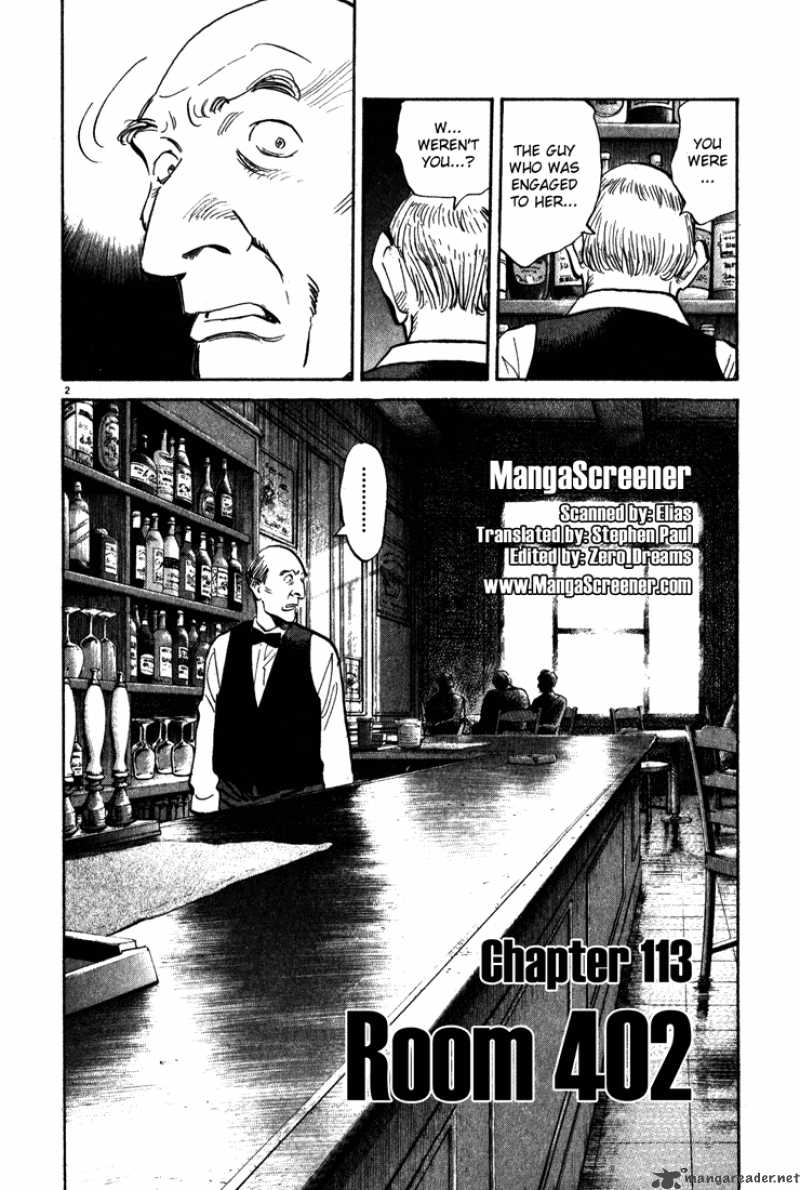 YOU
WERE
...
THE GUY
WHO WAS
ENGAGED
TO HER...
W...
WEREN'T
YOU...?
2
.........
MangaScreener
Scanned by: Elias
Translated by: Stephen Paul
Edited by: Zero_Dreams
www.MangaScreener.com
Chapter 113
Room 402
mangareader.net